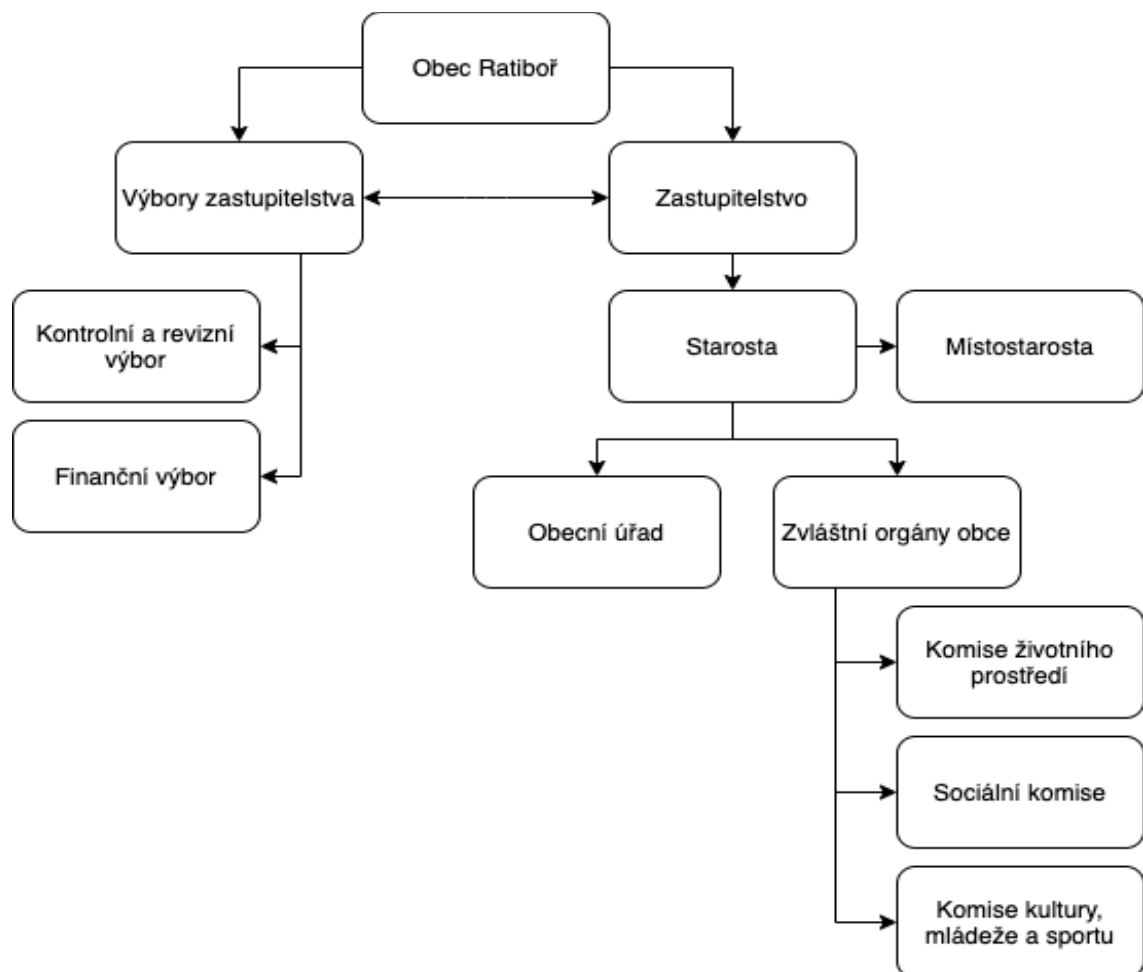 Obec Ratiboř
Výbory zastupitelstva
Zastupitelstvo
Kontrolní a revizní
výbor
Starosta
Místostarosta
Finanční výbor
Obecní úřad
Zvláštní orgány obce
Komise životního
prostředí
Sociální komise
Komise kultury,
mládeže a sportu